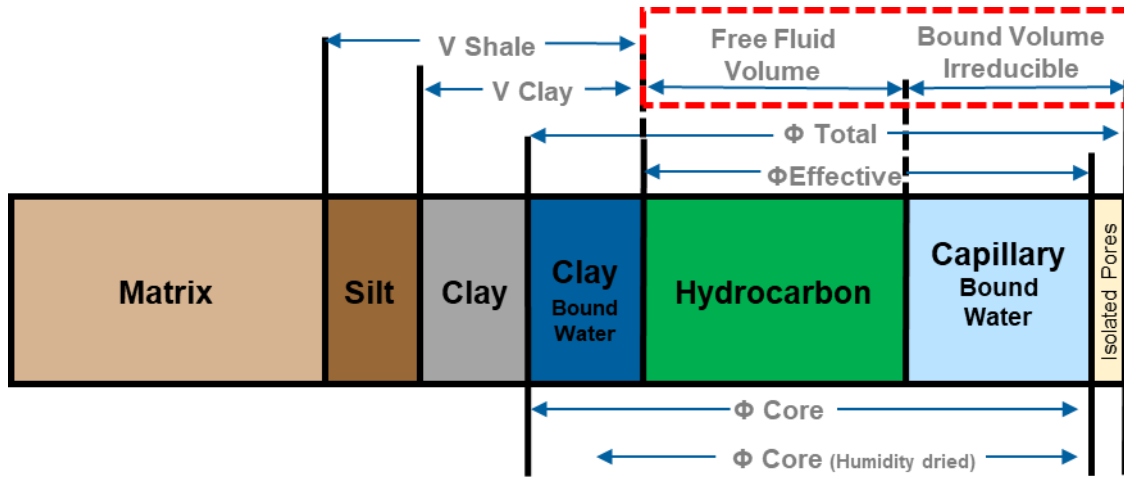 V Shale
Free Fluid
Volume
Bound Volume
Irreducible
V Clay
Φ Total
ΦEffective
Matrix
Silt
Clay
Clay
Bound
Water
Hydrocarbon
Capillary
Bound
Water
Isolated Pores
Φ Core
Φ Core (Humidity dried)